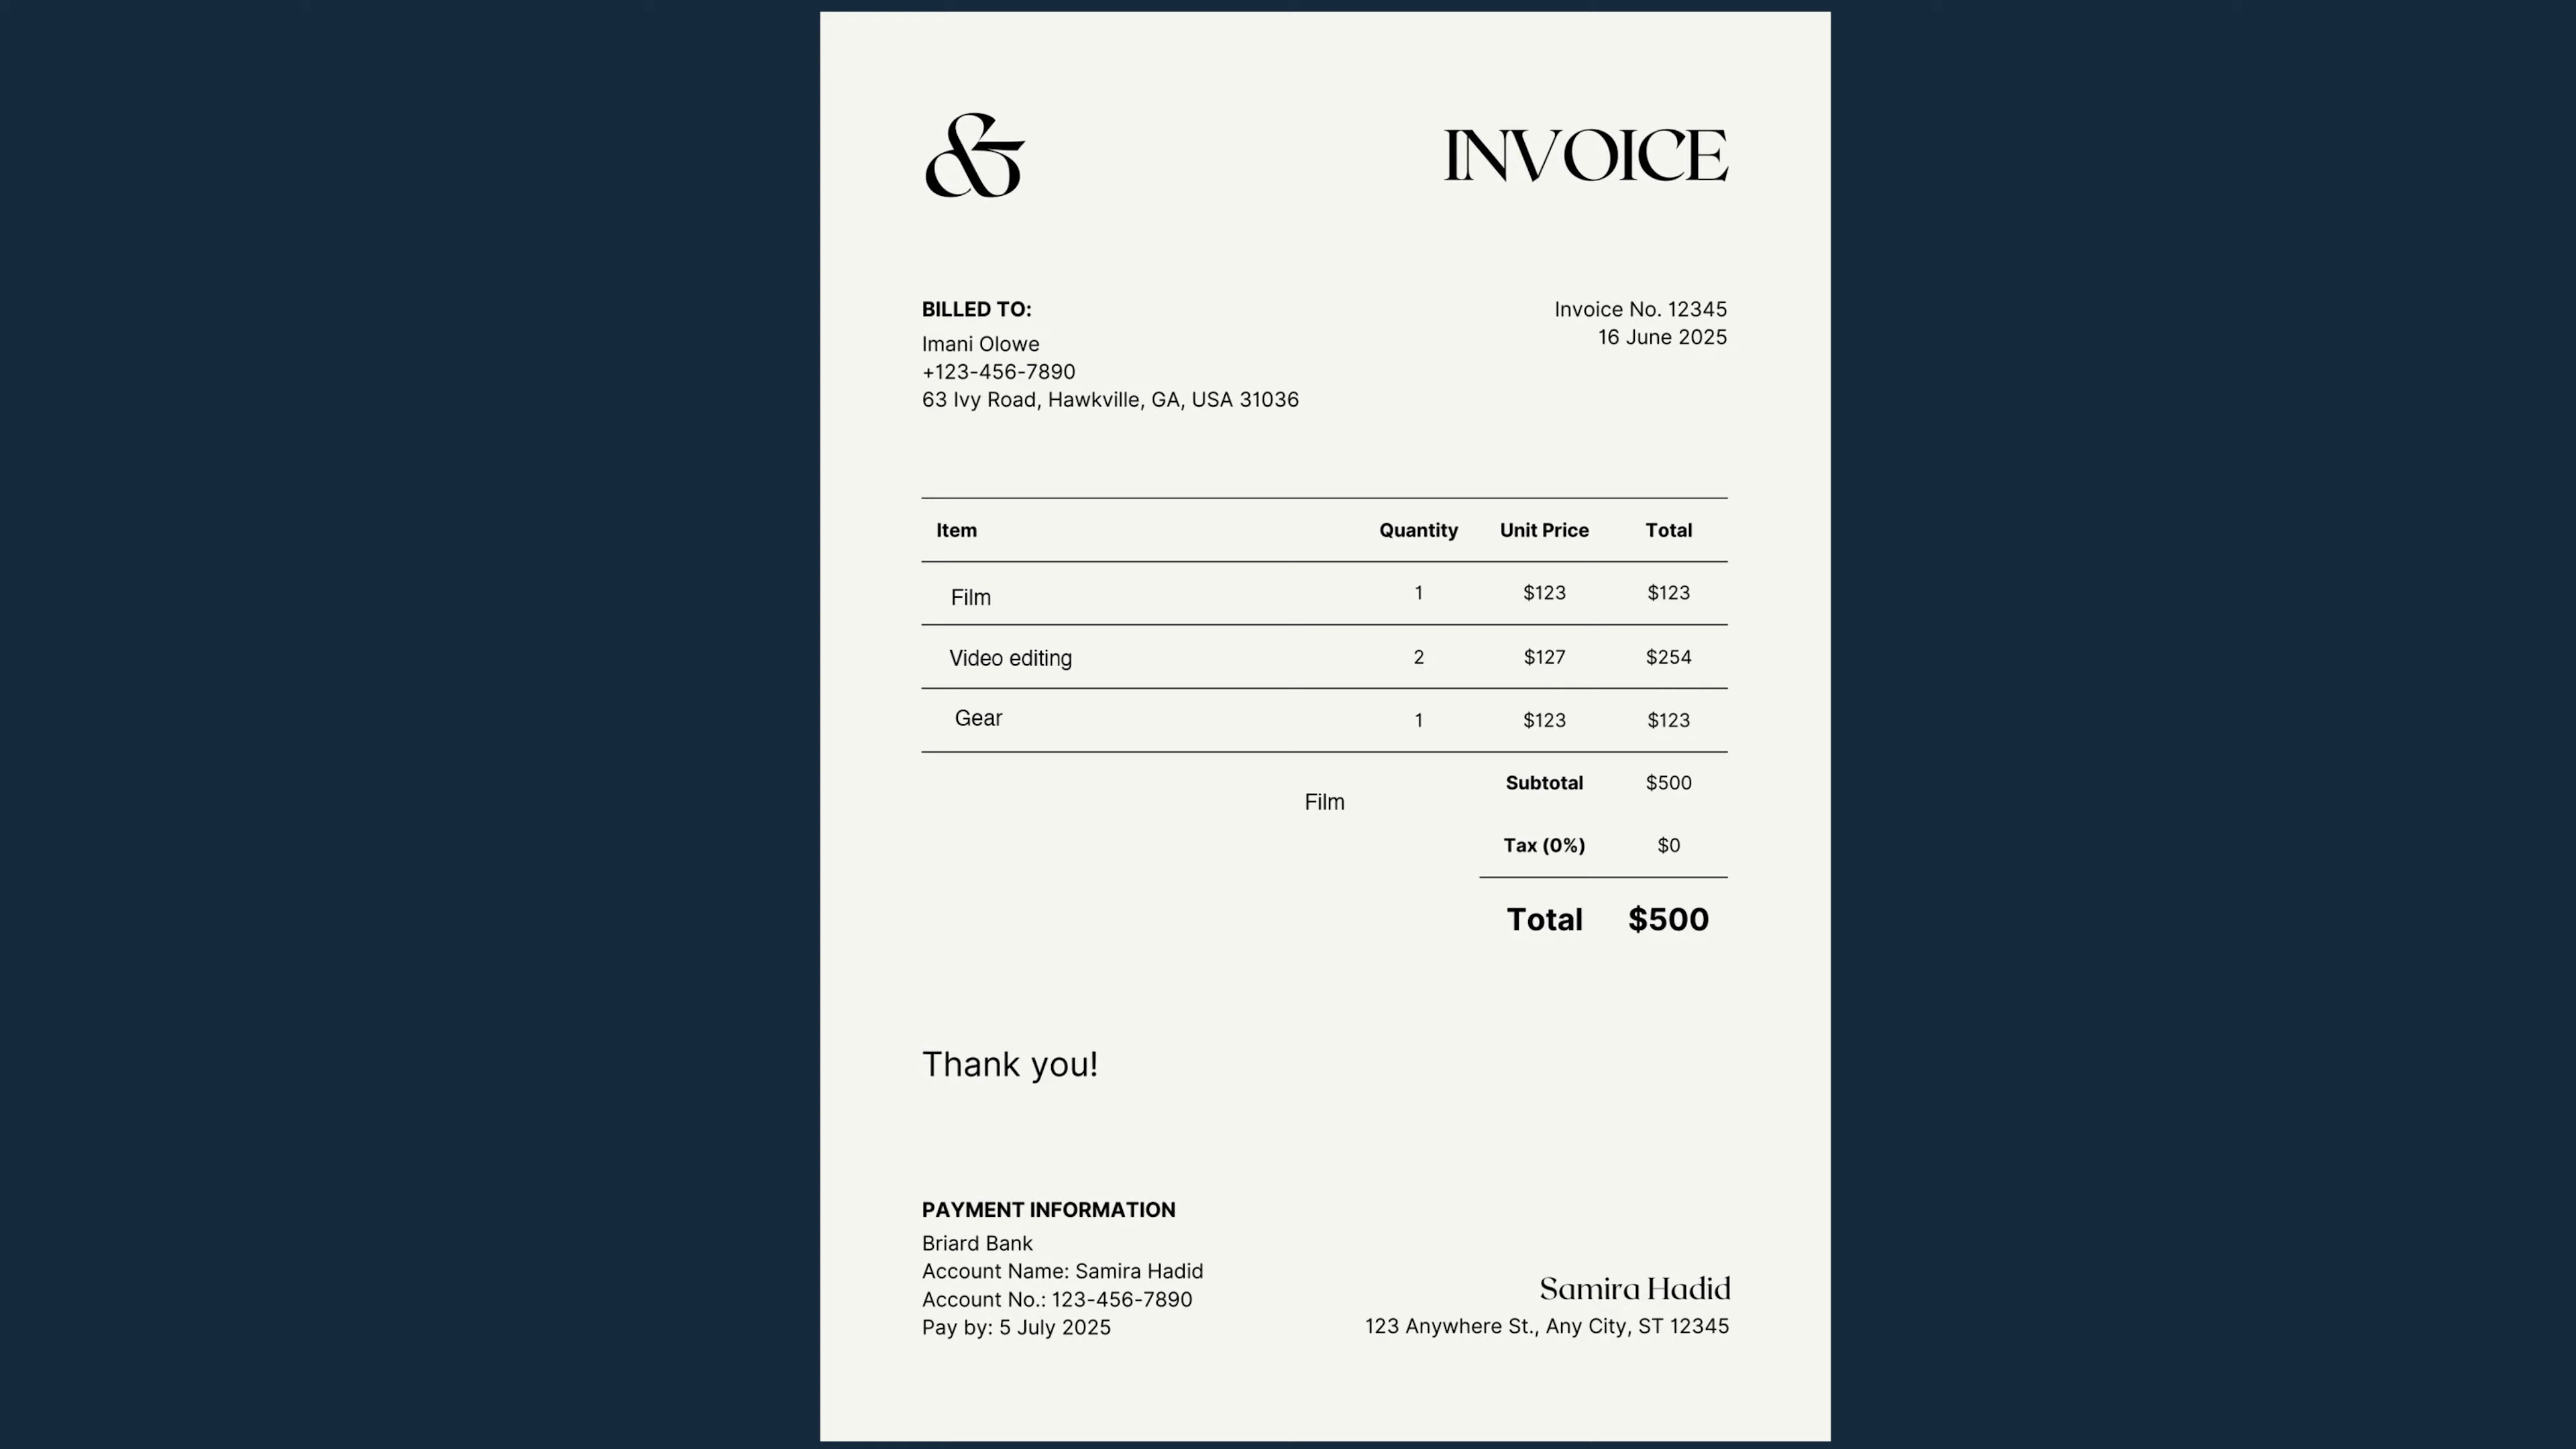 &
INVOICE
BILLED TO:
Imani Olowe
+123-456-7890
63 Ivy Road, Hawkville, GA, USA 31036
Invoice No. 12345
16 June 2025
Item Quantity Unit Price Total
Film 1 $123 $123
Video editing 2 $127 $254
Gear 1 $123 $123
Subtotal $500
Film
Tax (0%) $0
Total $500
Thank you!
PAYMENT INFORMATION
Briard Bank
Account Name: Samira Hadid
Account No.: 123-456-7890
Pay by: 5 July 2025
Samira Hadid
123 Anywhere St., Any City, ST 12345